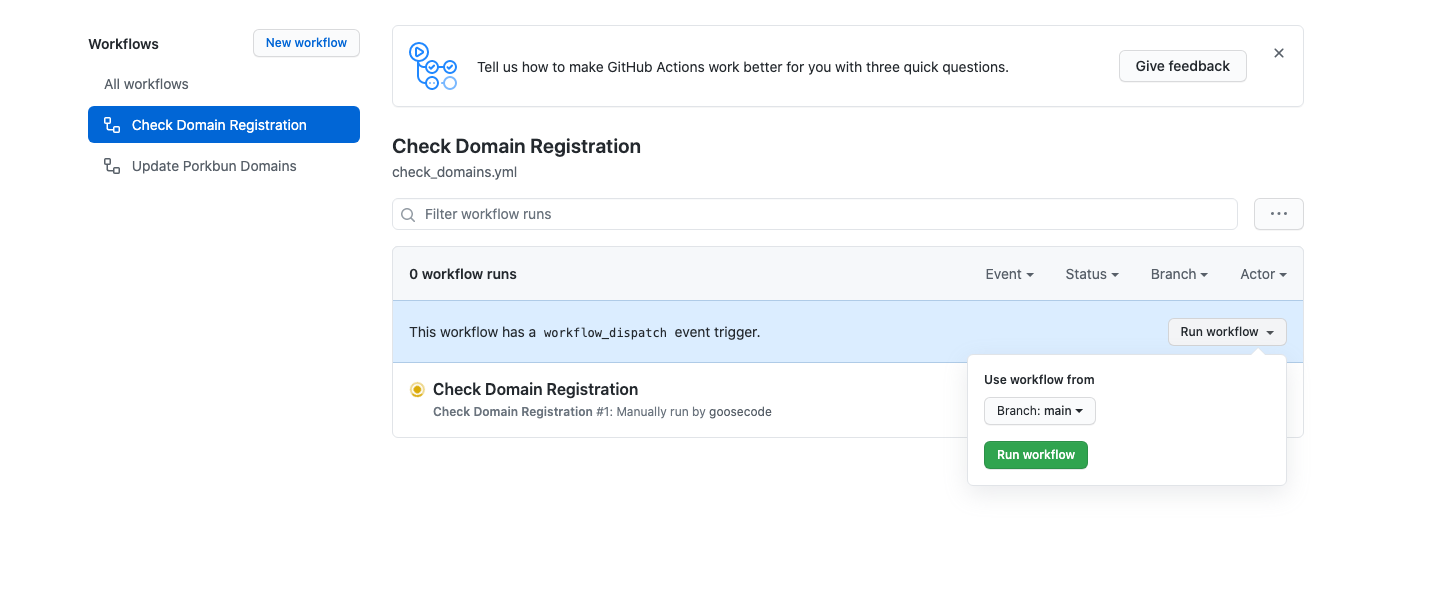 Workflows
New workflow
All workflows
Check Domain Registration
Update Porkbun Domains
Tell us how to make GitHub Actions work better for you with three quick questions.
Give feedback
Check Domain Registration
check_domains.yml
Filter workflow runs
0 workflow runs
Event
Status
Branch
Actor
This workflow has a workflow_dispatch event trigger.
Run workflow
Check Domain Registration
Check Domain Registration #1: Manually run by goosecode
Use workflow from
Branch: main
Run workflow